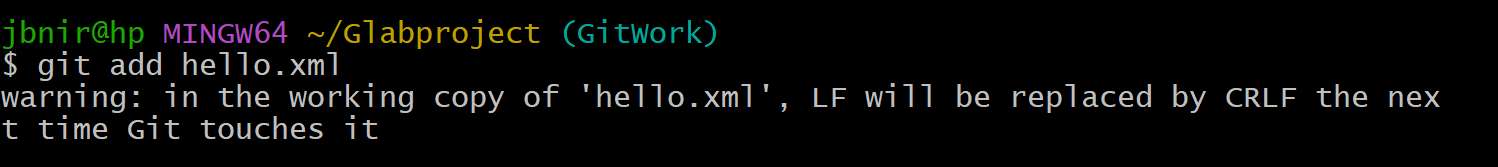 jbnir@hp MINGW64 ~/Glabproject (GitWork)
$ git add hello.xml
warning: in the working copy of 'hello.xml', LF will be replaced by CRLF the nex
t time Git touches it